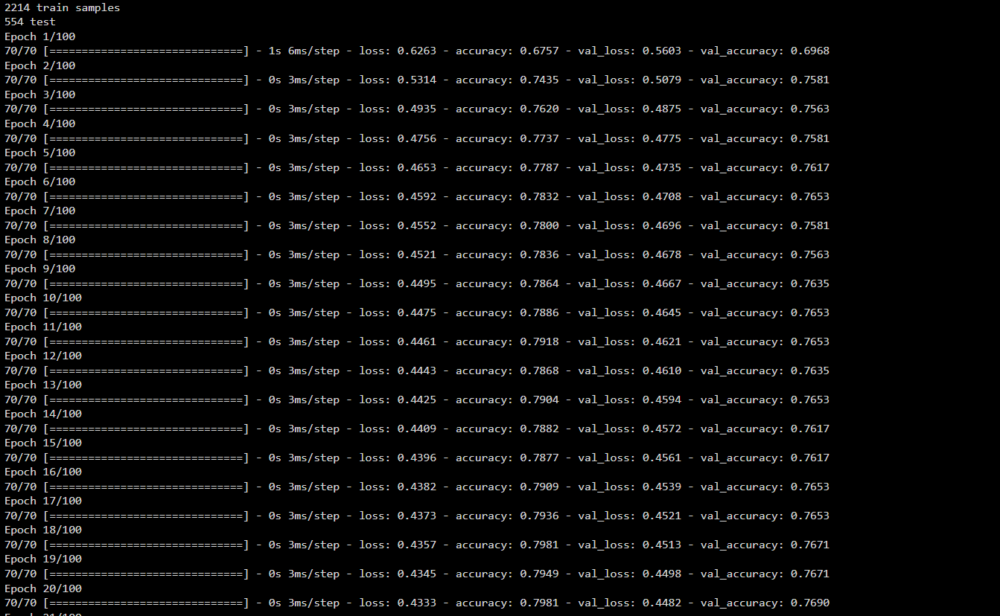 2214 train samples
554 test
Epoch 1/100
70/70 [==============================] - 1s 6ms/step - loss: 0.6263 - accuracy: 0.6757 - val_loss: 0.5603 - val_accuracy: 0.6968
Epoch 2/100
70/70 [==============================] - 0s 3ms/step - loss: 0.5314 - accuracy: 0.7435 - val_loss: 0.5079 - val_accuracy: 0.7581
Epoch 3/100
70/70 [==============================] - 0s 3ms/step - loss: 0.4935 - accuracy: 0.7620 - val_loss: 0.4875 - val_accuracy: 0.7563
Epoch 4/100
70/70 [==============================] - 0s 3ms/step - loss: 0.4756 - accuracy: 0.7737 - val_loss: 0.4775 - val_accuracy: 0.7581
Epoch 5/100
70/70 [==============================] - 0s 3ms/step - loss: 0.4653 - accuracy: 0.7787 - val_loss: 0.4735 - val_accuracy: 0.7617
Epoch 6/100
70/70 [==============================] - 0s 3ms/step - loss: 0.4592 - accuracy: 0.7832 - val_loss: 0.4708 - val_accuracy: 0.7653
Epoch 7/100
70/70 [==============================] - 0s 3ms/step - loss: 0.4552 - accuracy: 0.7800 - val_loss: 0.4696 - val_accuracy: 0.7581
Epoch 8/100
70/70 [==============================] - 0s 3ms/step - loss: 0.4521 - accuracy: 0.7836 - val_loss: 0.4678 - val_accuracy: 0.7563
Epoch 9/100
70/70 [==============================] - 0s 3ms/step - loss: 0.4495 - accuracy: 0.7864 - val_loss: 0.4667 - val_accuracy: 0.7635
Epoch 10/100
70/70 [==============================] - 0s 3ms/step - loss: 0.4475 - accuracy: 0.7886 - val_loss: 0.4645 - val_accuracy: 0.7653
Epoch 11/100
70/70 [==============================] - 0s 3ms/step - loss: 0.4461 - accuracy: 0.7918 - val_loss: 0.4621 - val_accuracy: 0.7653
Epoch 12/100
70/70 [==============================] - 0s 3ms/step - loss: 0.4443 - accuracy: 0.7868 - val_loss: 0.4610 - val_accuracy: 0.7635
Epoch 13/100
70/70 [==============================] - 0s 3ms/step - loss: 0.4425 - accuracy: 0.7904 - val_loss: 0.4594 - val_accuracy: 0.7653
Epoch 14/100
70/70 [==============================] - 0s 3ms/step - loss: 0.4409 - accuracy: 0.7882 - val_loss: 0.4572 - val_accuracy: 0.7617
Epoch 15/100
70/70 [==============================] - 0s 3ms/step - loss: 0.4396 - accuracy: 0.7877 - val_loss: 0.4561 - val_accuracy: 0.7617
Epoch 16/100
70/70 [==============================] - 0s 3ms/step - loss: 0.4382 - accuracy: 0.7909 - val_loss: 0.4539 - val_accuracy: 0.7653
Epoch 17/100
70/70 [==============================] - 0s 3ms/step - loss: 0.4373 - accuracy: 0.7936 - val_loss: 0.4521 - val_accuracy: 0.7653
Epoch 18/100
70/70 [==============================] - 0s 3ms/step - loss: 0.4357 - accuracy: 0.7981 - val_loss: 0.4513 - val_accuracy: 0.7671
Epoch 19/100
70/70 [==============================] - 0s 3ms/step - loss: 0.4345 - accuracy: 0.7949 - val_loss: 0.4498 - val_accuracy: 0.7671
Epoch 20/100
70/70 [==============================] - 0s 3ms/step - loss: 0.4333 - accuracy: 0.7981 - val_loss: 0.4482 - val_accuracy: 0.7690